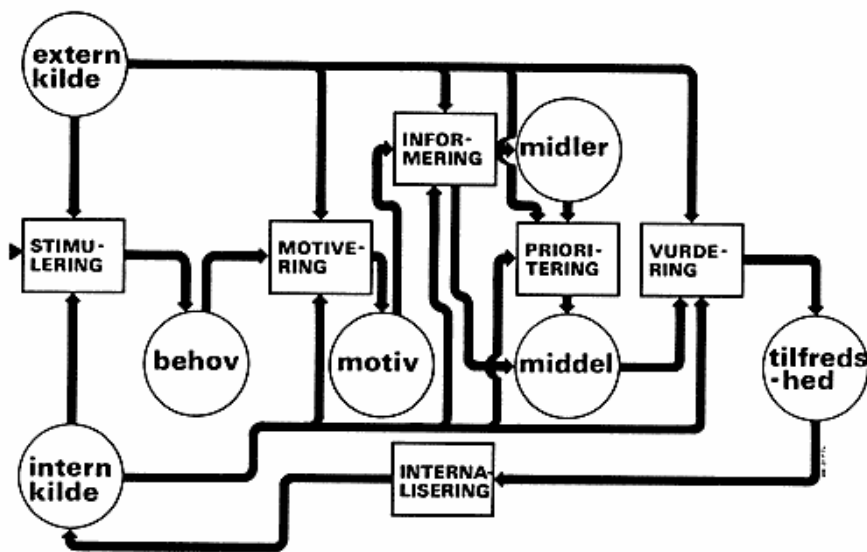 extern
kilde
INFOR-
MERING
midler
STIMU-
LERING
MOTIVE-
RING
PRIORI-
TERING
VURDE-
RING
behov
motiv
middel
tilfreds
-hed
intern
kilde
INTERNA-
LISERING